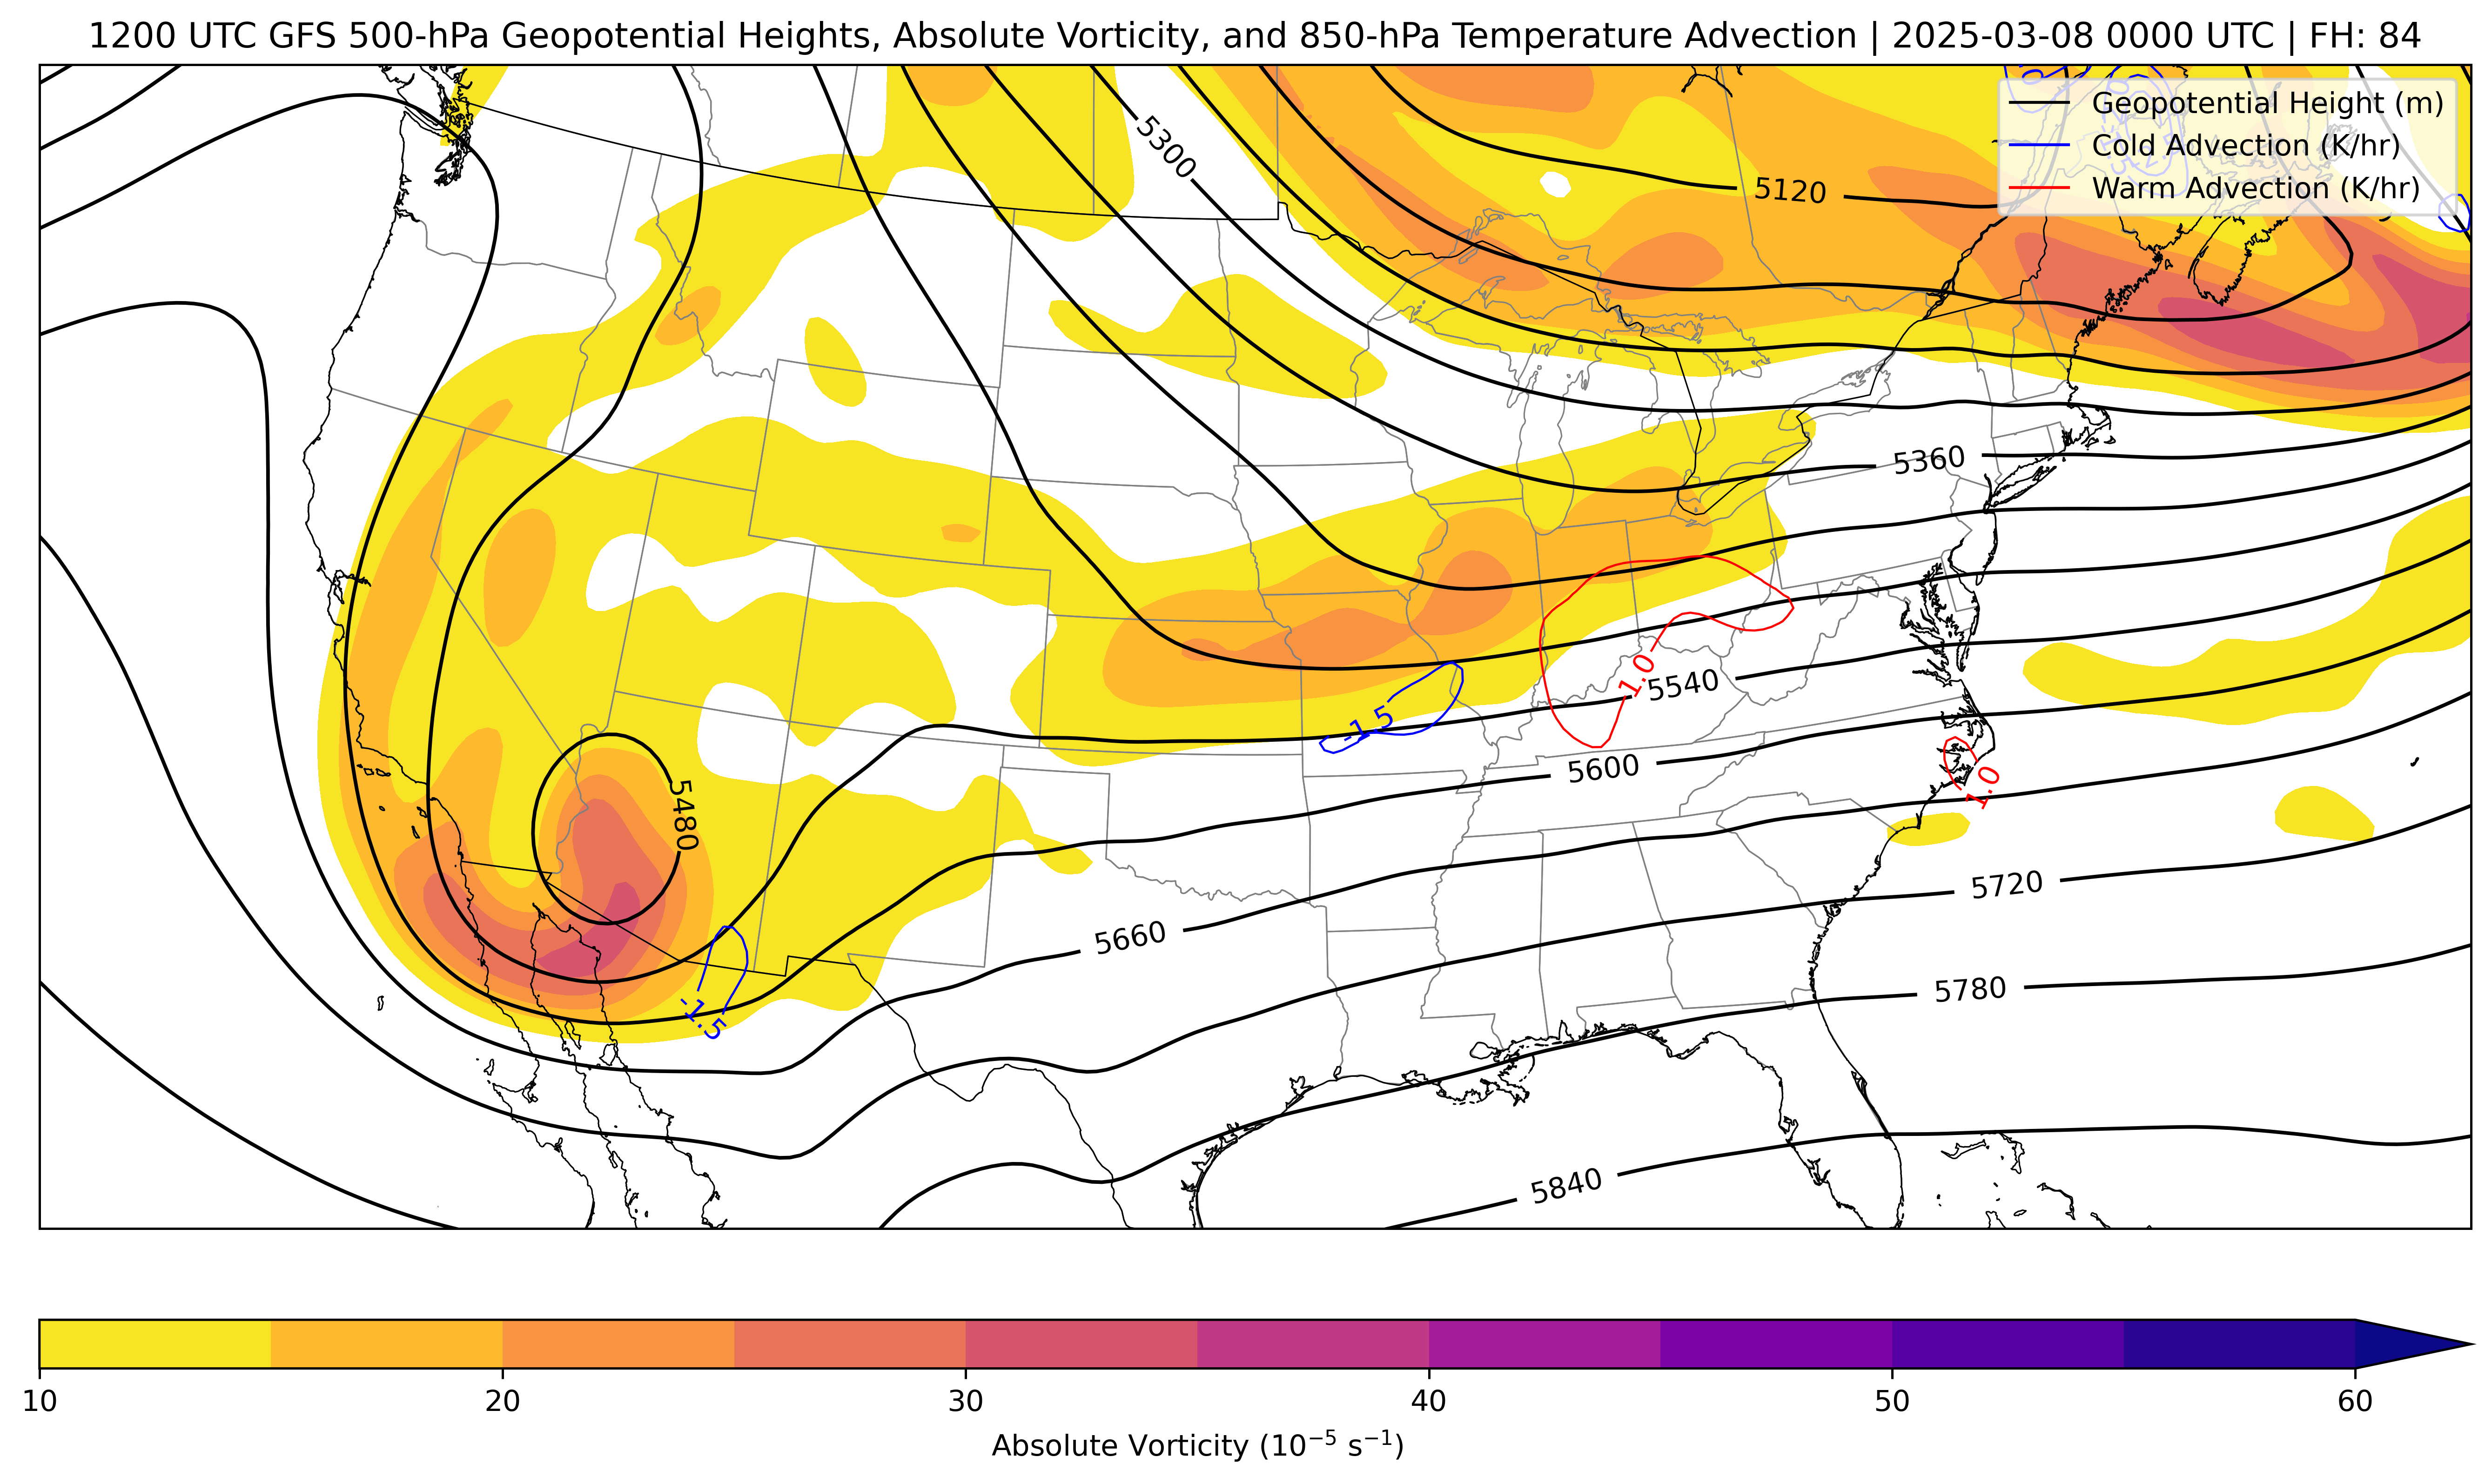 1200 UTC GFS 500-hPa Geopotential Heights, Absolute Vorticity, and 850-hPa Temperature Advection | 2025-03-08 0000 UTC | FH: 84
Geopotential Height (m)
Cold Advection (K/hr)
Warm Advection (K/hr)
5300
5120
5360
1.0
5540
-1.5
5600
1.0
5480
5720
5660
5780
-1.5
5840
10 20 30 40 50 60
Absolute Vorticity (10⁻⁵ s⁻¹)